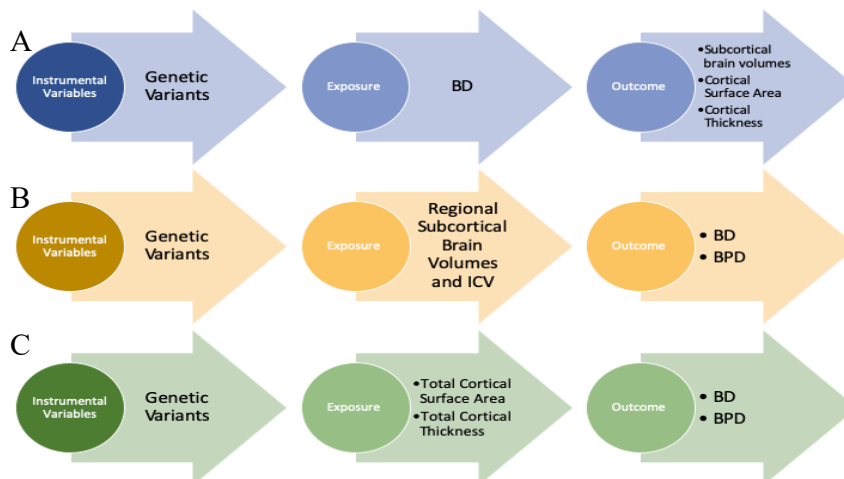 A
Instrumental
Variables
Genetic
Variants
Exposure
BD
Outcome
•Subcortical
brain volumes
•Cortical
Surface Area
•Cortical
Thickness
B
Instrumental
Variables
Genetic
Variants
Exposure
Regional
Subcortical
Brain
Volumes
and ICV
Outcome
• BD
• BPD
C
Instrumental
Variables
Genetic
Variants
Exposure
•Total Cortical
Surface Area
•Total Cortical
Thickness
Outcome
• BD
• BPD